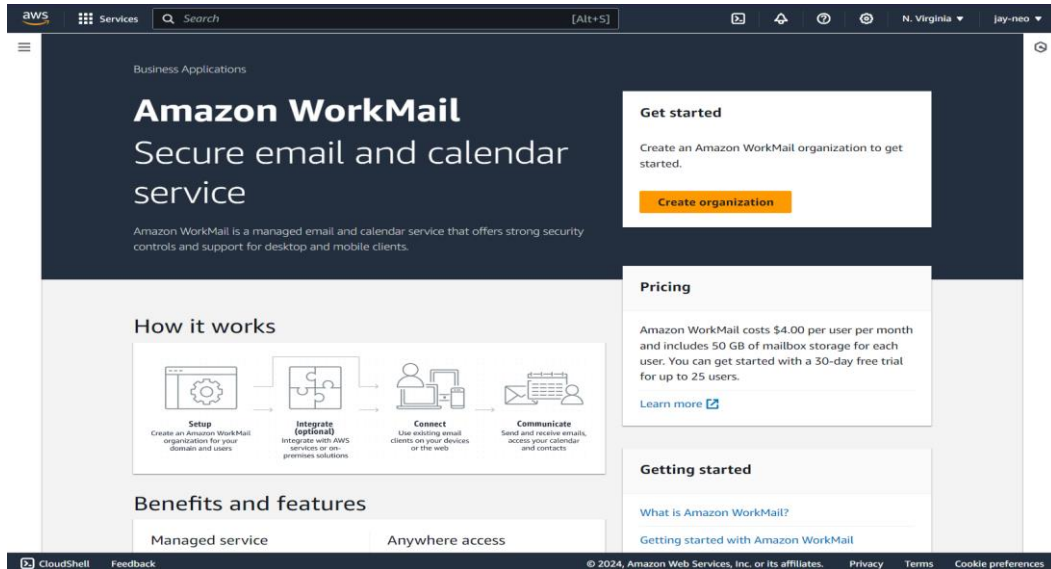 aws
Services
Search
[Alt+S]
N. Virginia
jay-neo
Business Applications
Amazon WorkMail
Secure email and calendar
service
Amazon WorkMail is a managed email and calendar service that offers strong security
controls and support for desktop and mobile clients.
Get started
Create an Amazon WorkMail organization to get
started.
Create organization
Pricing
Amazon WorkMail costs $4.00 per user per month
and includes 50 GB of mailbox storage for each
user. You can get started with a 30-day free trial
for up to 25 users.
Learn more
How it works
Setup
Create an Amazon WorkMail
organization for your
domain and users
Integrate
(optional)
Integrate with AWS
services or on-
premises solutions
Connect
Use existing email
clients on your devices
or the web
Communicate
Send and receive emails,
access your calendar
and contacts
Getting started
What is Amazon WorkMail?
Getting started with Amazon WorkMail
Benefits and features
Managed service
Anywhere access
CloudShell
Feedback
© 2024, Amazon Web Services, Inc. or its affiliates.
Privacy
Terms
Cookie preferences